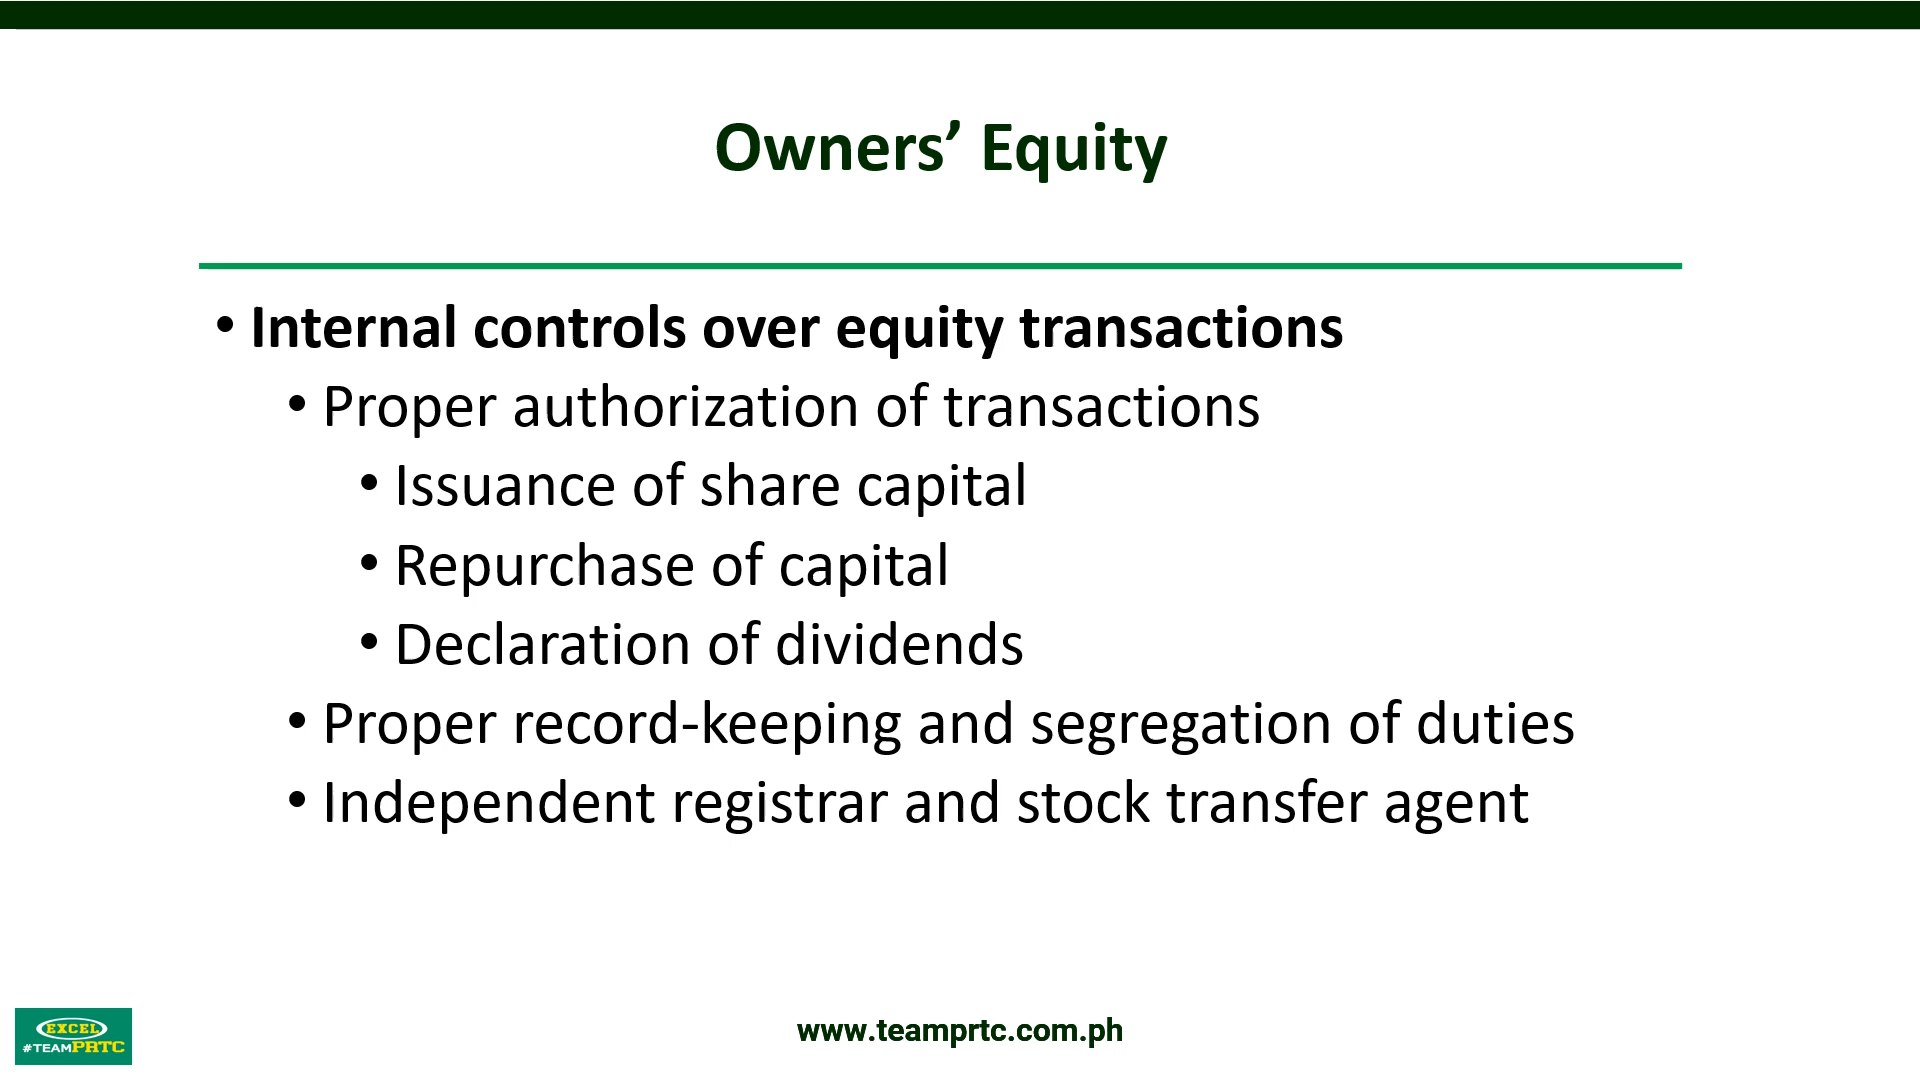 Owners’ Equity
• Internal controls over equity transactions
• Proper authorization of transactions
• Issuance of share capital
• Repurchase of capital
• Declaration of dividends
• Proper record-keeping and segregation of duties
• Independent registrar and stock transfer agent
EXCEL
#TEAMPRTC
www.teamprtc.com.ph